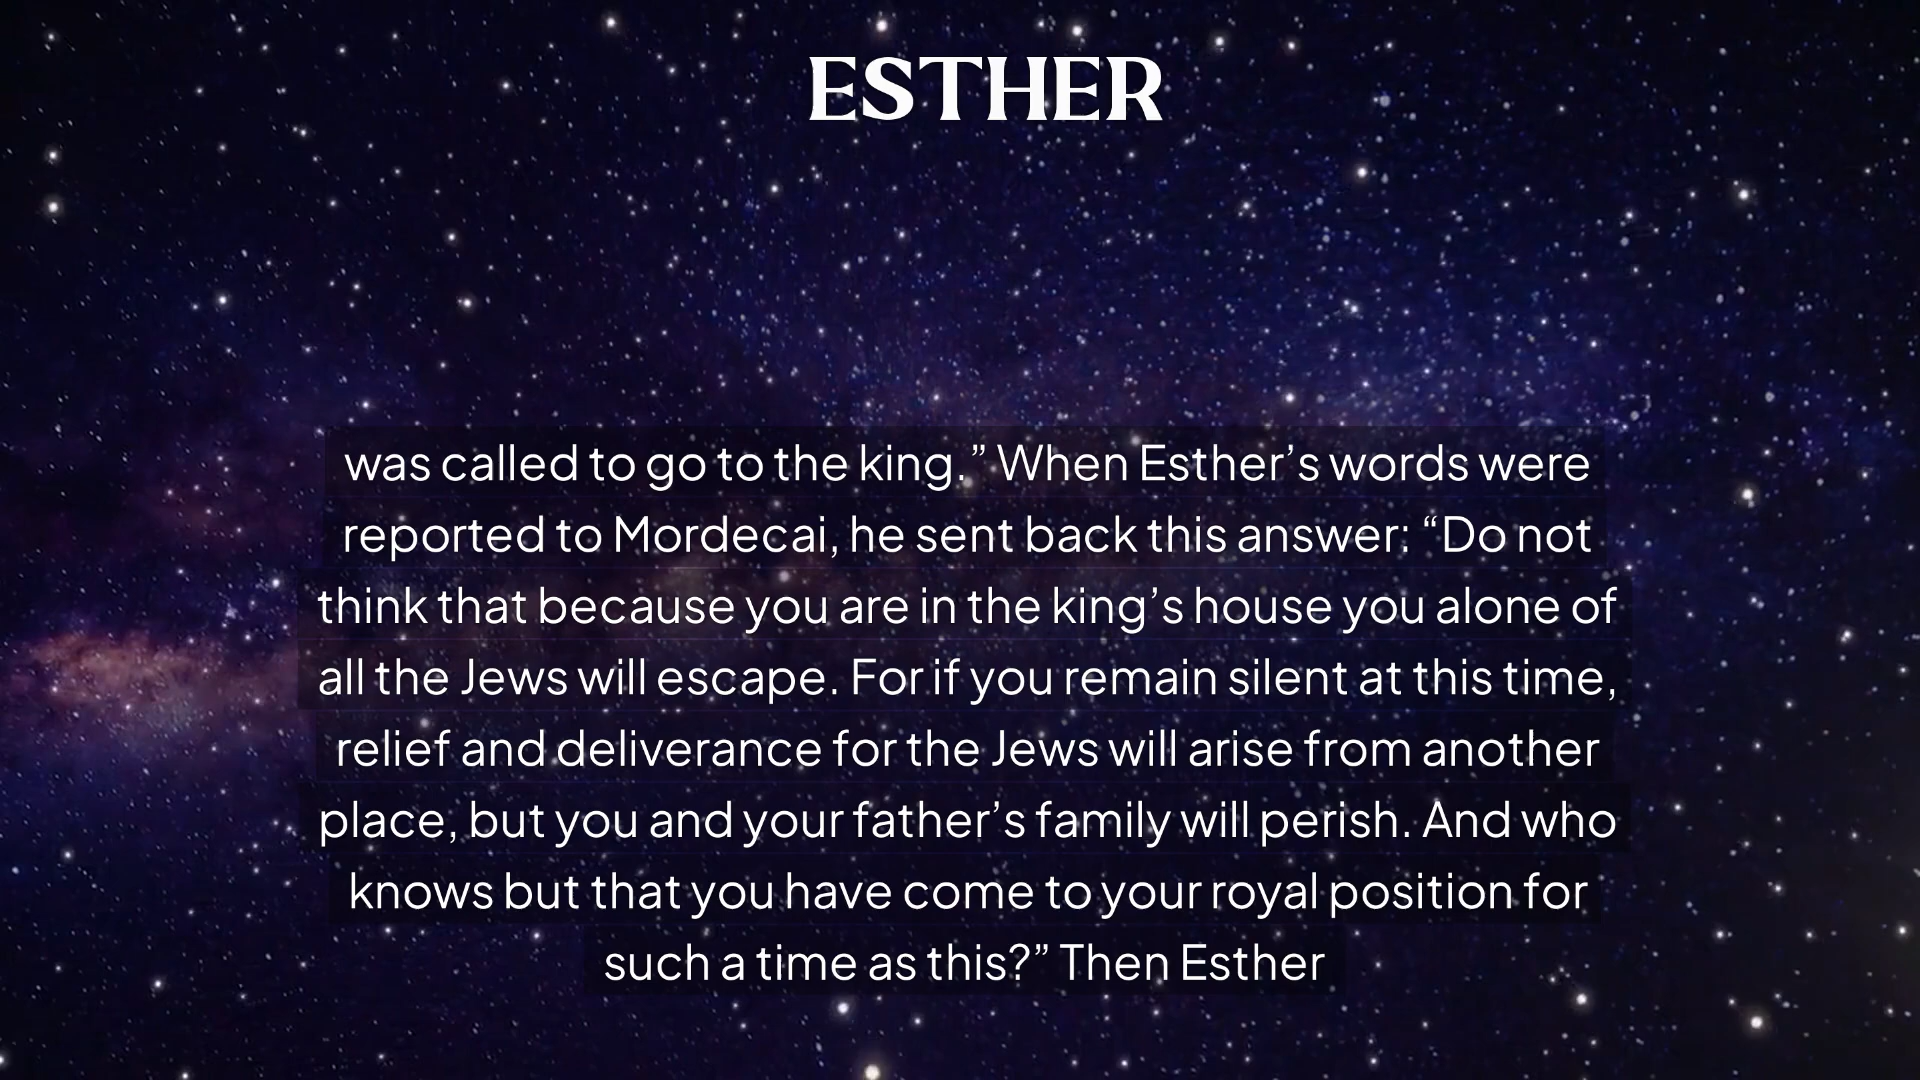 ESTHER
was called to go to the king.” When Esther’s words were
reported to Mordecai, he sent back this answer: “Do not
think that because you are in the king’s house you alone of
all the Jews will escape. For if you remain silent at this time,
relief and deliverance for the Jews will arise from another
place, but you and your father’s family will perish. And who
knows but that you have come to your royal position for
such a time as this?” Then Esther